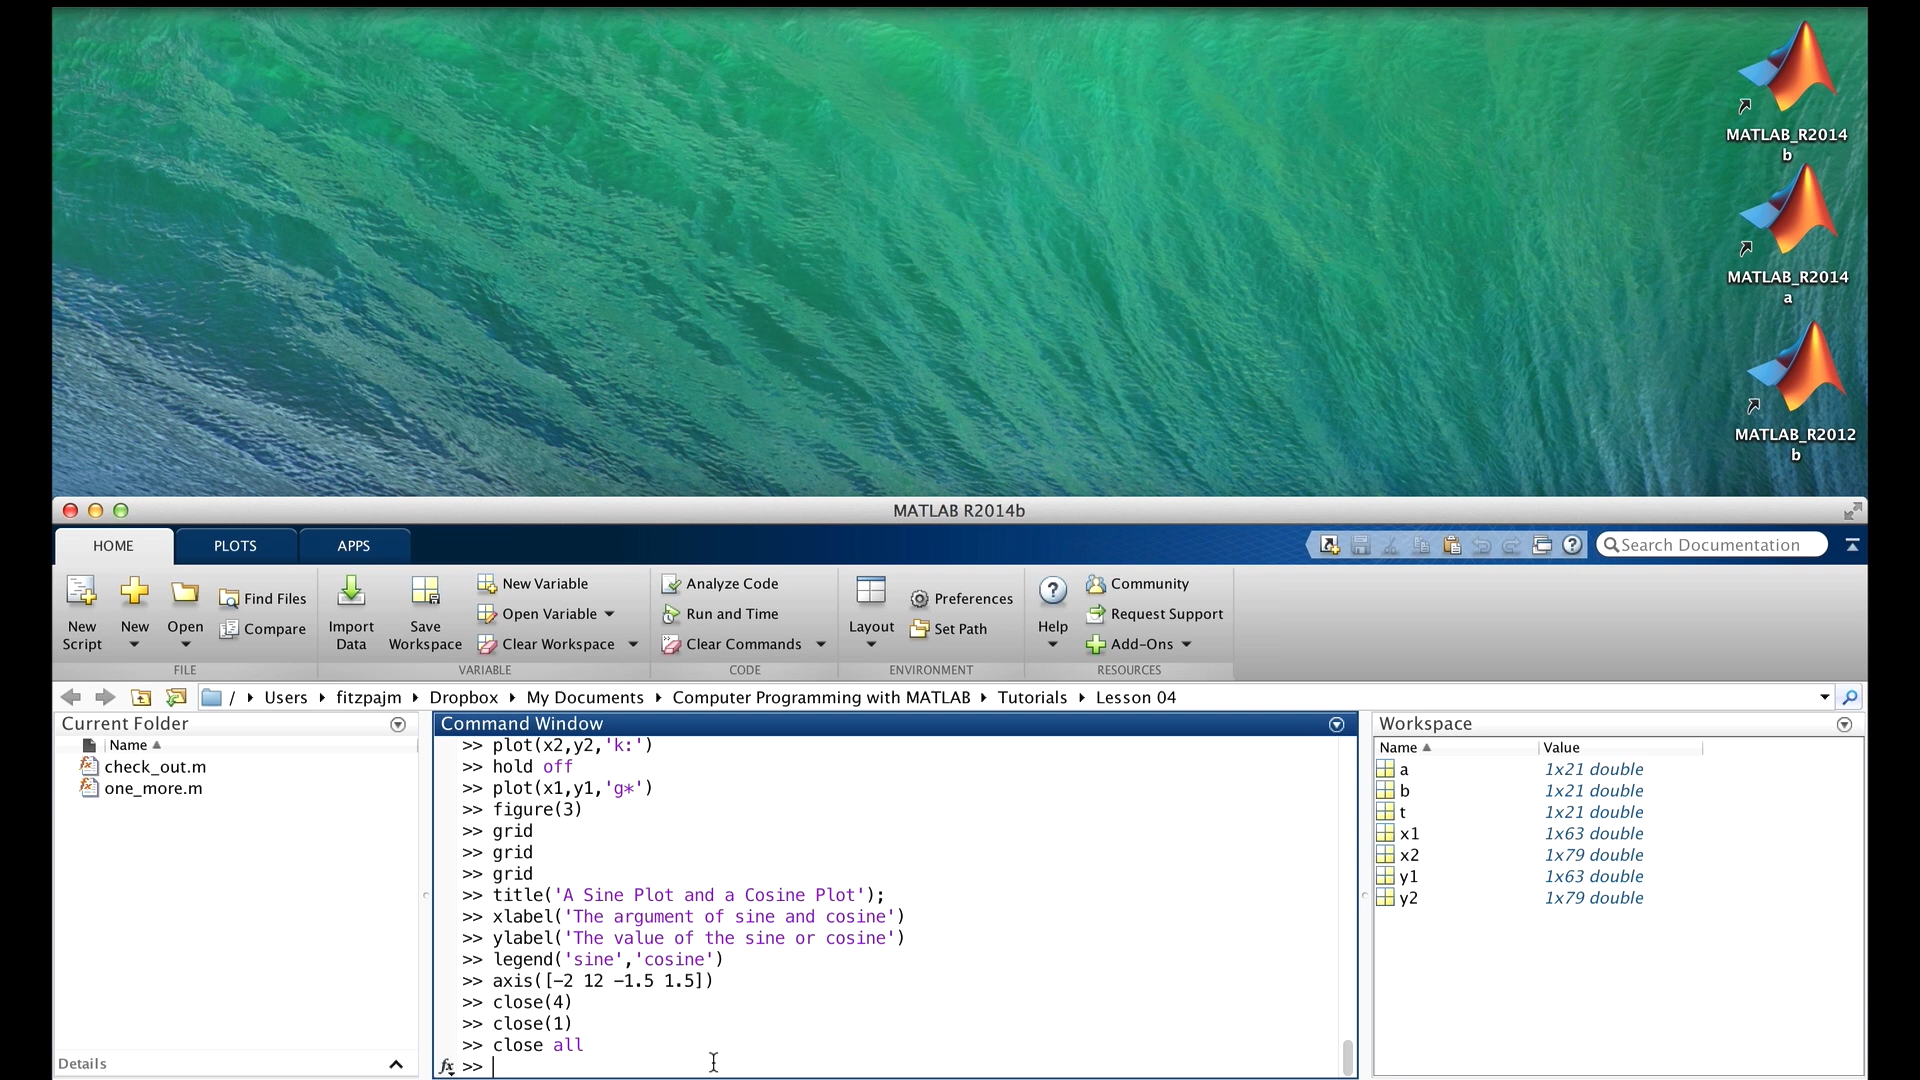 MATLAB_R2014
b
MATLAB_R2014
a
MATLAB_R2012
b
MATLAB R2014b
HOME
PLOTS
APPS
Search Documentation
New Script
New
Open
Find Files
Compare
Import Data
Save Workspace
New Variable
Open Variable
Clear Workspace
Analyze Code
Run and Time
Clear Commands
Layout
Preferences
Set Path
Help
Community
Request Support
Add-Ons
FILE
VARIABLE
CODE
ENVIRONMENT
RESOURCES
/ Users fitzpajm Dropbox My Documents Computer Programming with MATLAB Tutorials Lesson 04
Current Folder
Name
check_out.m
one_more.m
Details
Command Window
>> plot(x2,y2,'k:')
>> hold off
>> plot(x1,y1,'g*')
>> figure(3)
>> grid
>> grid
>> grid
>> title('A Sine Plot and a Cosine Plot');
>> xlabel('The argument of sine and cosine')
>> ylabel('The value of the sine or cosine')
>> legend('sine','cosine')
>> axis([-2 12 -1.5 1.5])
>> close(4)
>> close(1)
>> close all
fx >>
Workspace
Name Value
a 1x21 double
b 1x21 double
t 1x21 double
x1 1x63 double
x2 1x79 double
y1 1x63 double
y2 1x79 double